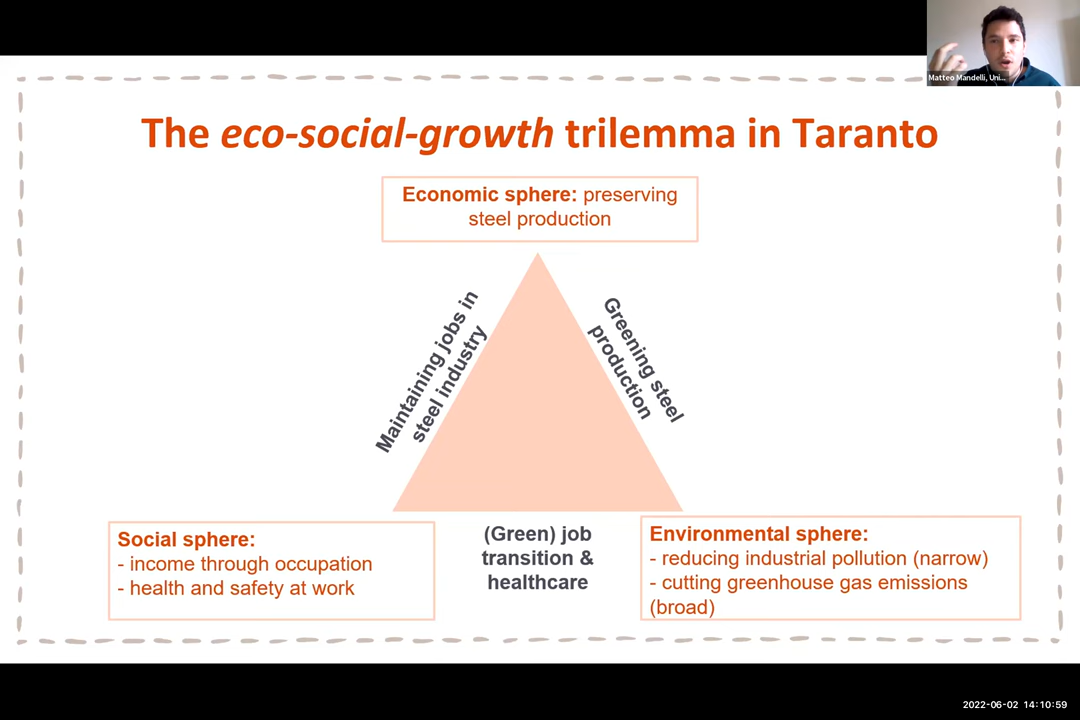 Matteo Mandelli, Uni...
The eco-social-growth trilemma in Taranto
Economic sphere: preserving
steel production
Maintaining jobs in
steel industry
Greening steel
production
Social sphere:
- income through occupation
- health and safety at work
(Green) job
transition &
healthcare
Environmental sphere:
- reducing industrial pollution (narrow)
- cutting greenhouse gas emissions
(broad)
2022-06-02 14:10:59